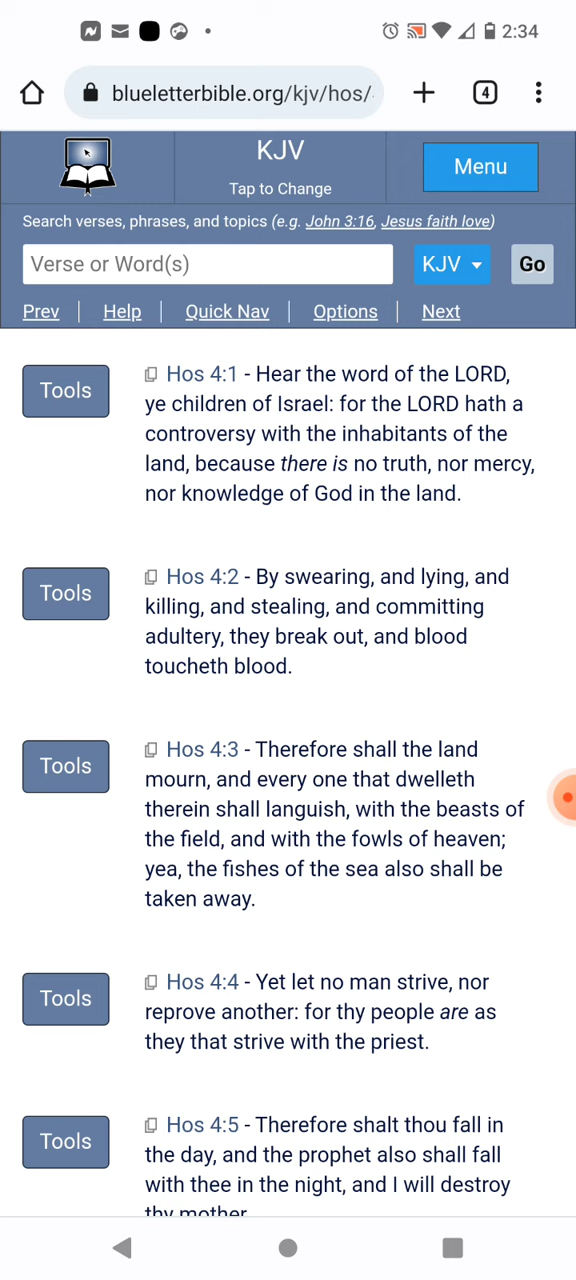 2:34
blueletterbible.org/kjv/hos/
4
KJV
Tap to Change
Menu
Search verses, phrases, and topics (e.g. John 3:16, Jesus faith love)
Verse or Word(s)
KJV
Go
Prev | Help | Quick Nav | Options | Next
Tools
Hos 4:1 - Hear the word of the LORD,
ye children of Israel: for the LORD hath a
controversy with the inhabitants of the
land, because there is no truth, nor mercy,
nor knowledge of God in the land.
Tools
Hos 4:2 - By swearing, and lying, and
killing, and stealing, and committing
adultery, they break out, and blood
toucheth blood.
Tools
Hos 4:3 - Therefore shall the land
mourn, and every one that dwelleth
therein shall languish, with the beasts of
the field, and with the fowls of heaven;
yea, the fishes of the sea also shall be
taken away.
Tools
Hos 4:4 - Yet let no man strive, nor
reprove another: for thy people are as
they that strive with the priest.
Tools
Hos 4:5 - Therefore shalt thou fall in
the day, and the prophet also shall fall
with thee in the night, and I will destroy
thy mother